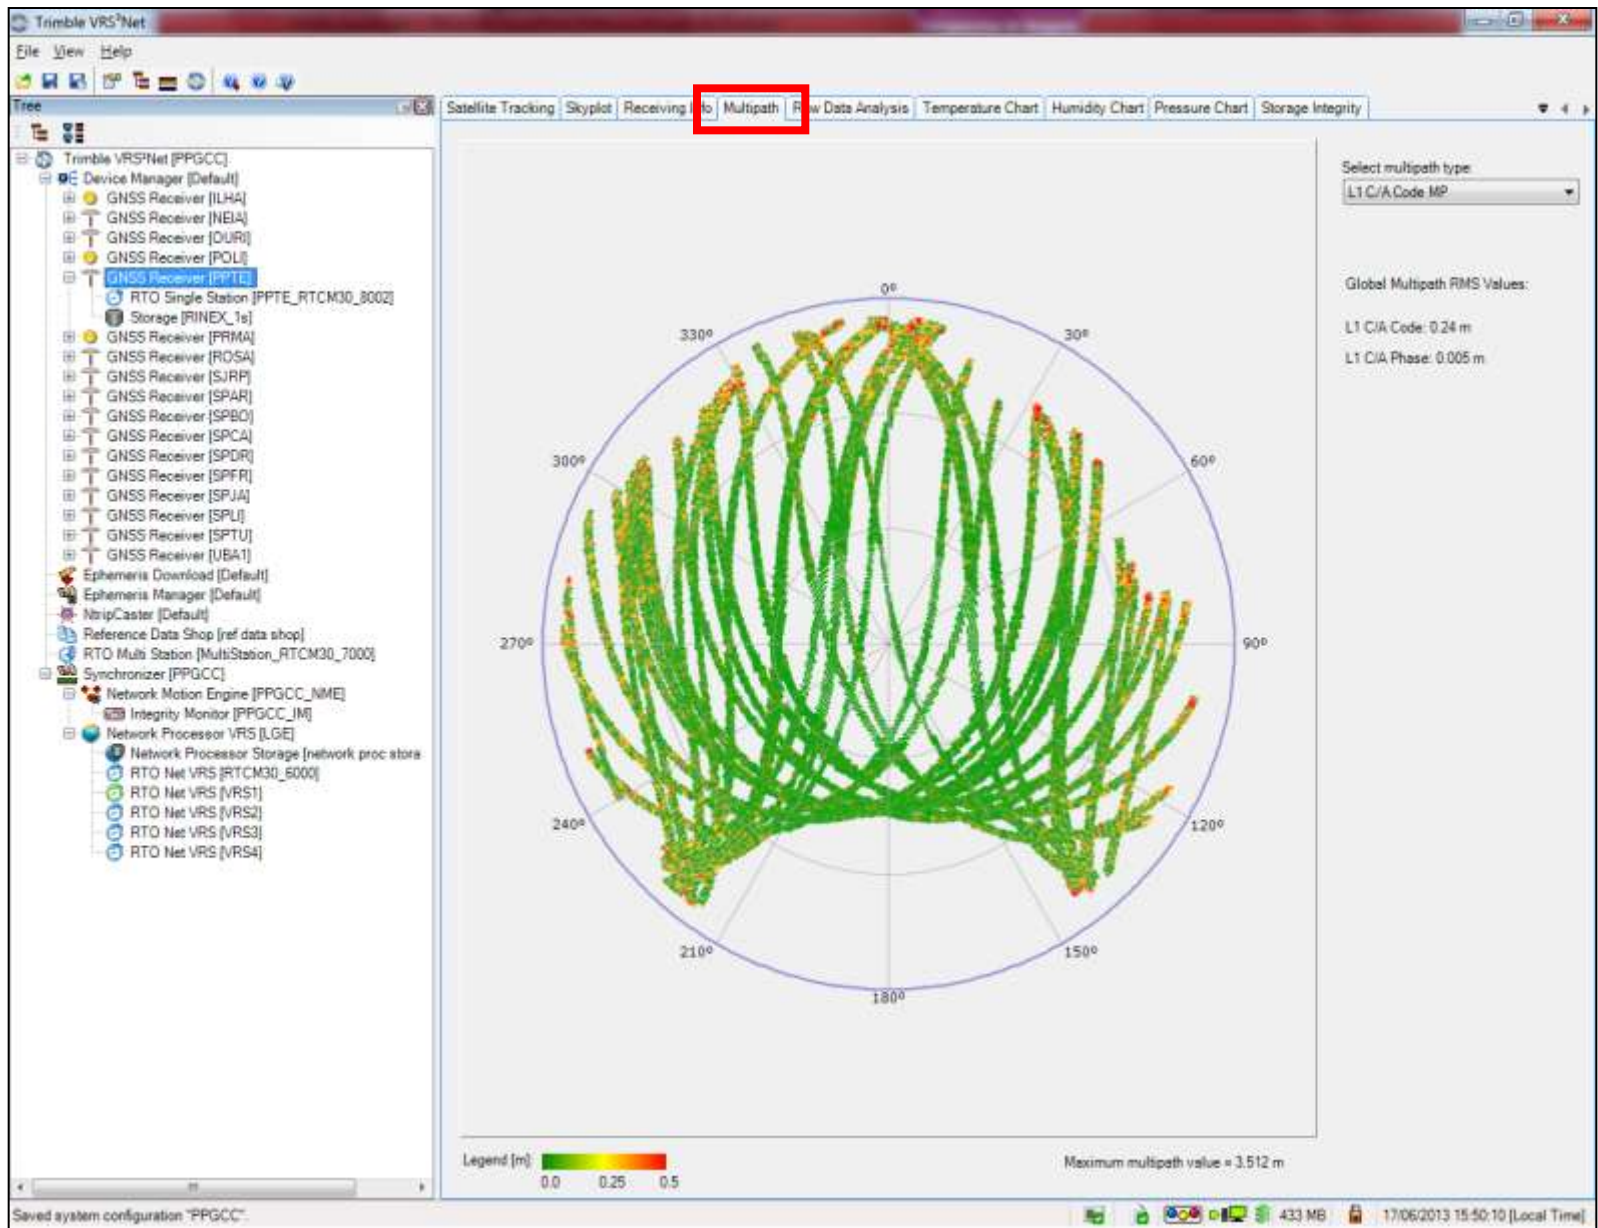 Trimble VRS³Net
File View Help
Tree
Satellite Tracking Skyplot Receiving Multipath Data Analysis Temperature Chart Humidity Chart Pressure Chart Storage Integrity
Trimble VRS³Net [PPGCC]
Device Manager [Default]
GNSS Receiver [ILHA]
GNSS Receiver [NEIA]
GNSS Receiver [OURI]
GNSS Receiver [POLI]
GNSS Receiver [PPTE]
RTO Single Station [PPTE_RTCM30_8002]
Storage [RINEX_1s]
GNSS Receiver [PRMA]
GNSS Receiver [ROSA]
GNSS Receiver [SJRP]
GNSS Receiver [SPAR]
GNSS Receiver [SPBO]
GNSS Receiver [SPCA]
GNSS Receiver [SPDR]
GNSS Receiver [SPFR]
GNSS Receiver [SPJA]
GNSS Receiver [SPLI]
GNSS Receiver [SPTU]
GNSS Receiver [UBA1]
Ephemeris Download [Default]
Ephemeris Manager [Default]
NtripCaster [Default]
Reference Data Shop [ref data shop]
RTO Multi Station [MultiStation_RTCM30_7000]
Synchronizer [PPGCC]
Network Motion Engine [PPGCC_NME]
Integrity Monitor [PPGCC_IM]
Network Processor VRS [LGE]
Network Processor Storage [network proc stora
RTO Net VRS [RTCM30_6000]
RTO Net VRS [VRS1]
RTO Net VRS [VRS2]
RTO Net VRS [VRS3]
RTO Net VRS [VRS4]
0º
30º
60º
90º
120º
150º
180º
210º
240º
270º
300º
330º
Select multipath type:
L1 C/A Code MP
Global Multipath RMS Values:
L1 C/A Code: 0.24 m
L1 C/A Phase: 0.005 m
Legend [m]
0.0 0.25 0.5
Maximum multipath value = 3.512 m
Saved system configuration "PPGCC".
433 MB
17/06/2013 15:50:10 [Local Time]